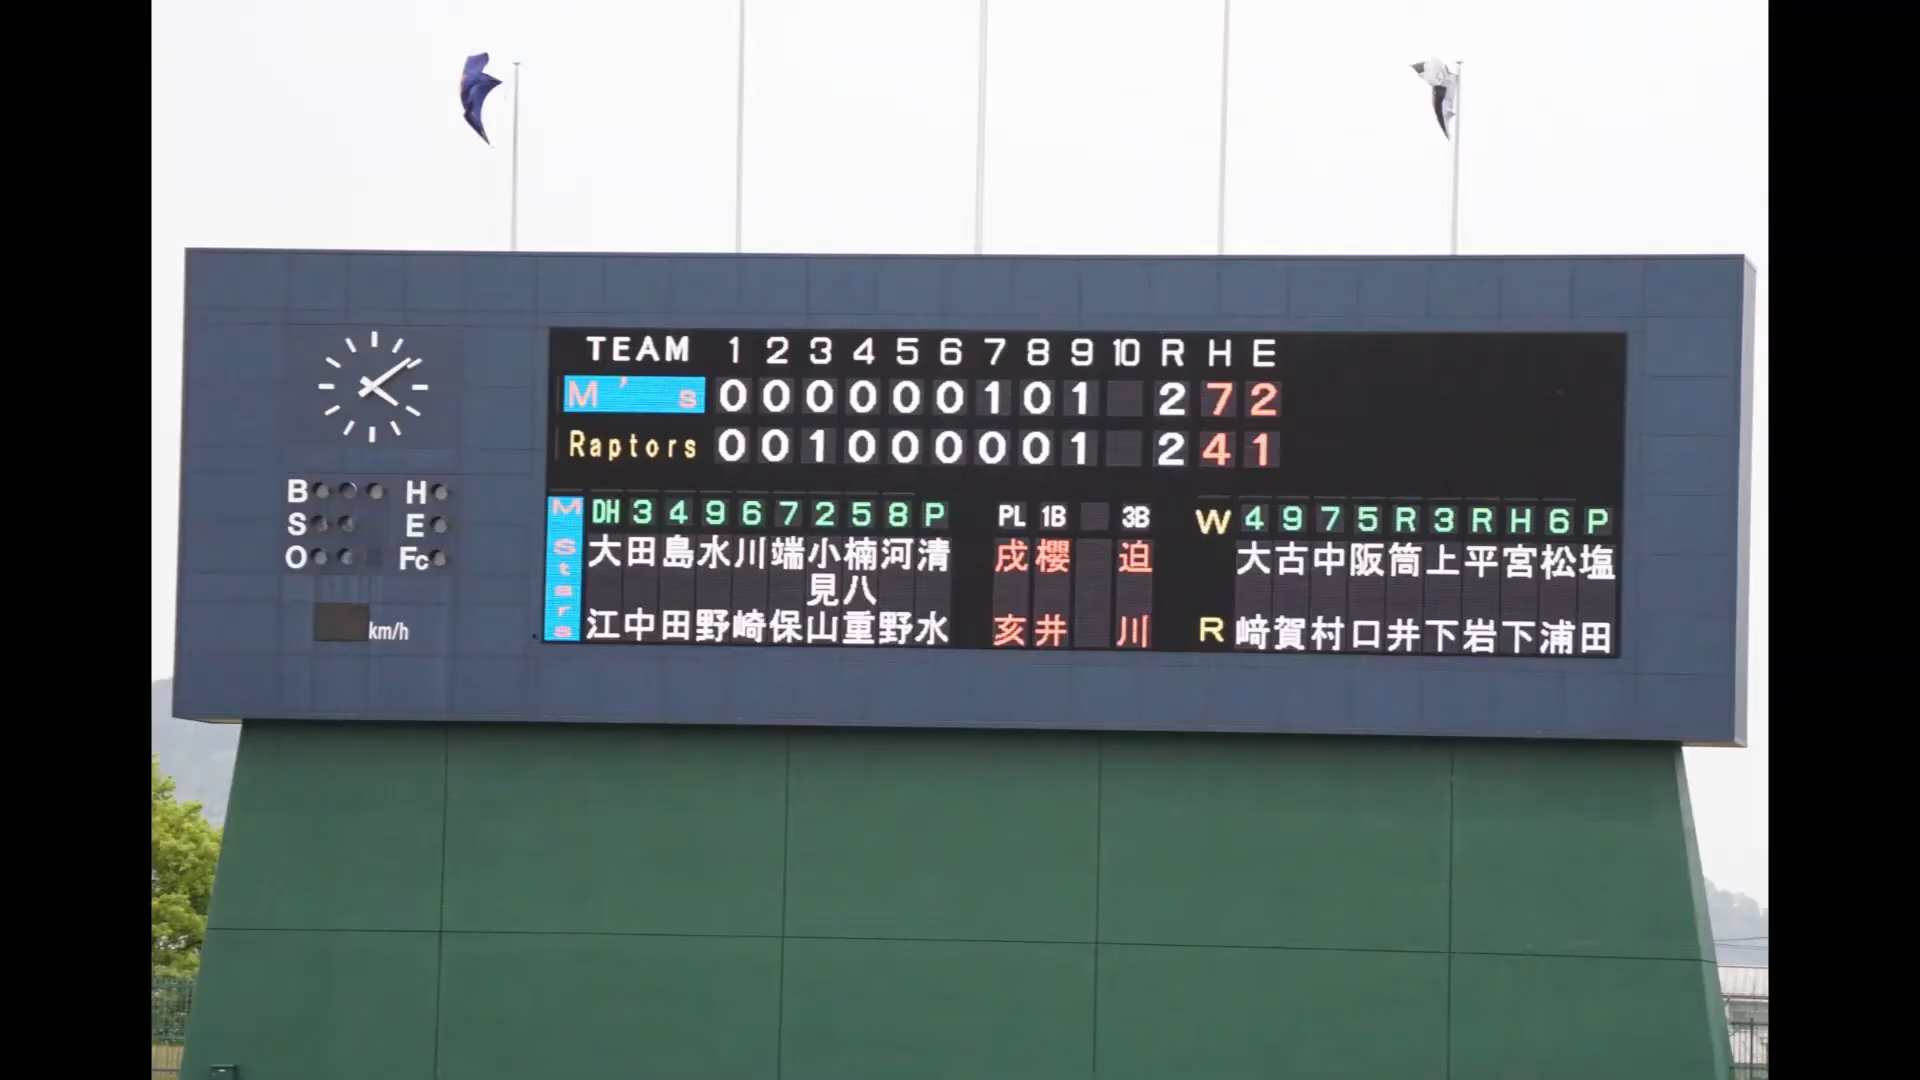 TEAM 1 2 3 4 5 6 7 8 9 10 R H E
M's 0 0 0 0 0 0 1 0 1 2 7 2
Raptors 0 0 1 0 0 0 0 0 1 2 4 1
B H
S E
O Fc
km/h
M Stars
DH 3 4 9 6 7 2 5 8 P
大 田 島 水 川 端 小 楠 河 清
見 八
江 中 田 野 崎 保 山 重 野 水
PL 1B 3B
戌 櫻 迫
亥 井 川
W R
4 9 7 5 R 3 R H 6 P
大 古 中 阪 筒 上 平 宮 松 塩
﨑 賀 村 口 井 下 岩 下 浦 田